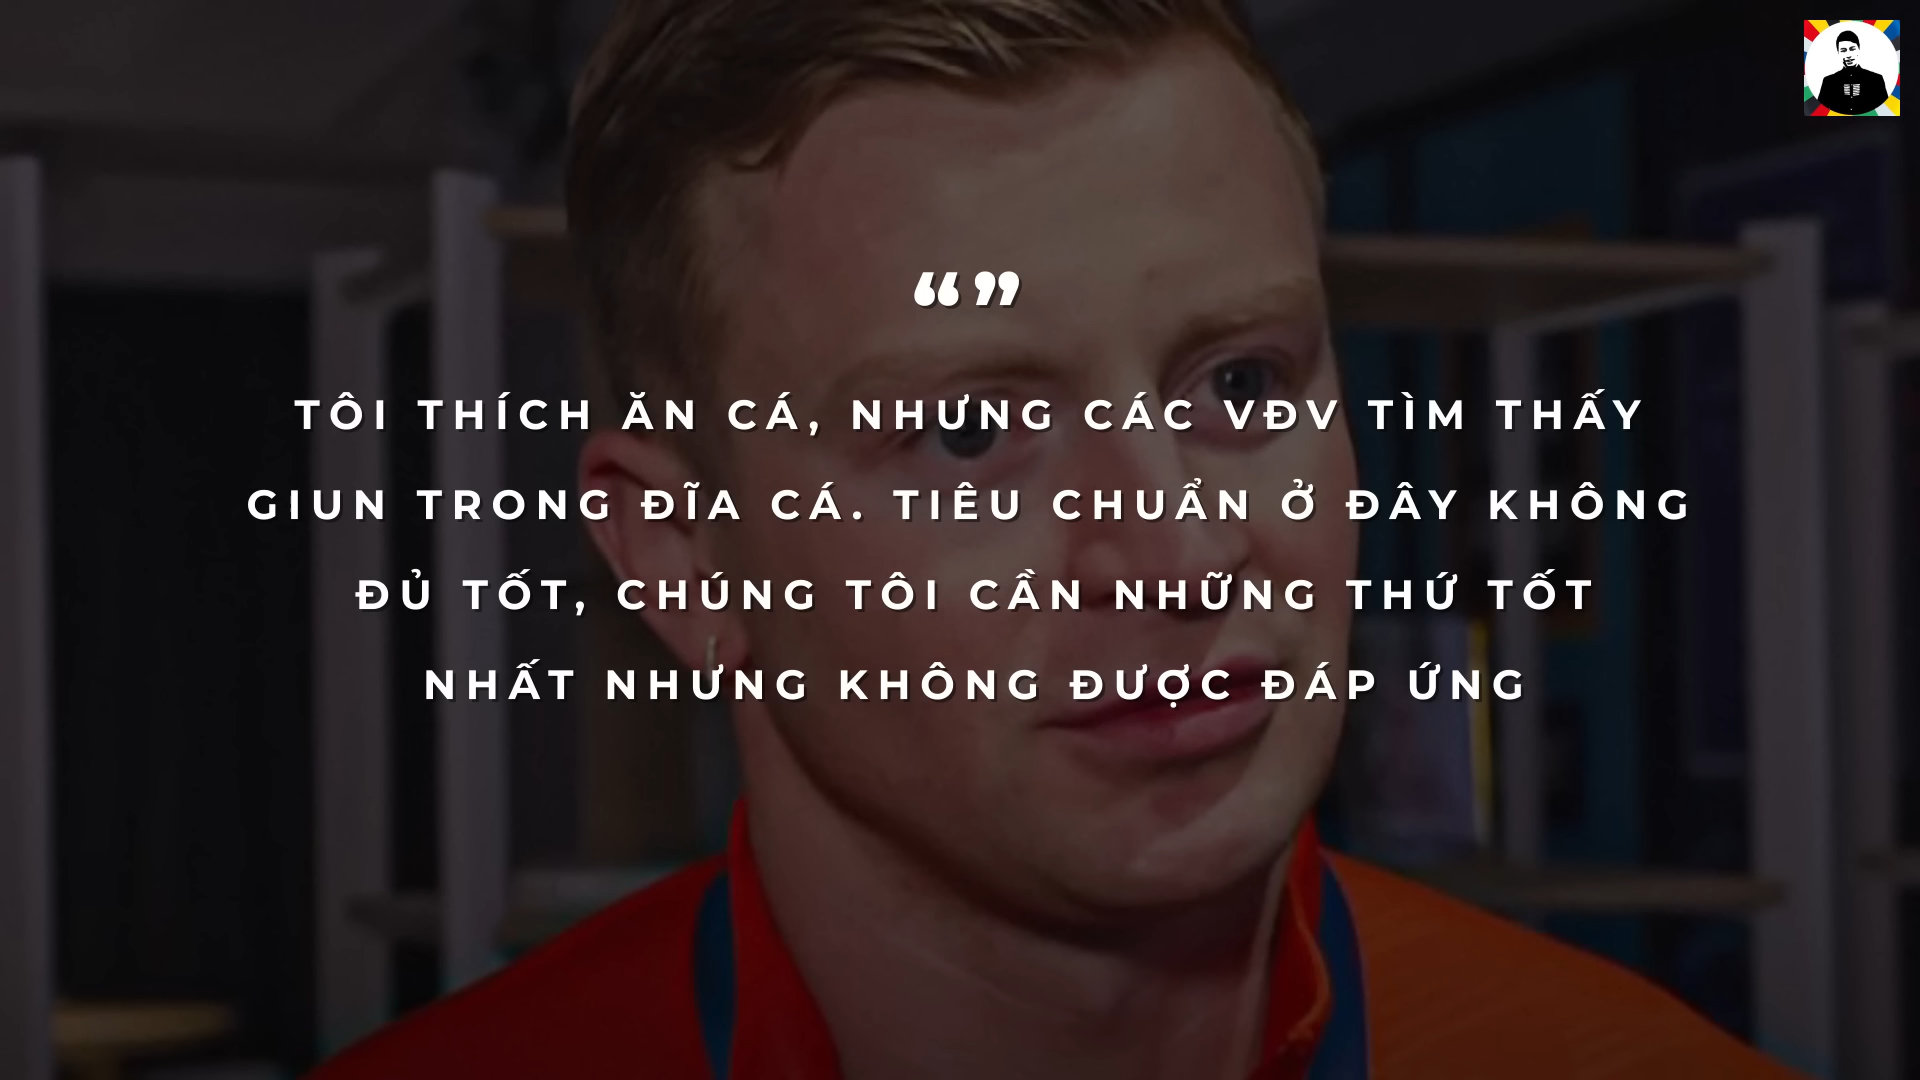 “”
TÔI THÍCH ĂN CÁ, NHƯNG CÁC VĐV TÌM THẤY
GIUN TRONG ĐĨA CÁ. TIÊU CHUẨN Ở ĐÂY KHÔNG
ĐỦ TỐT, CHÚNG TÔI CẦN NHỮNG THỨ TỐT
NHẤT NHƯNG KHÔNG ĐƯỢC ĐÁP ỨNG